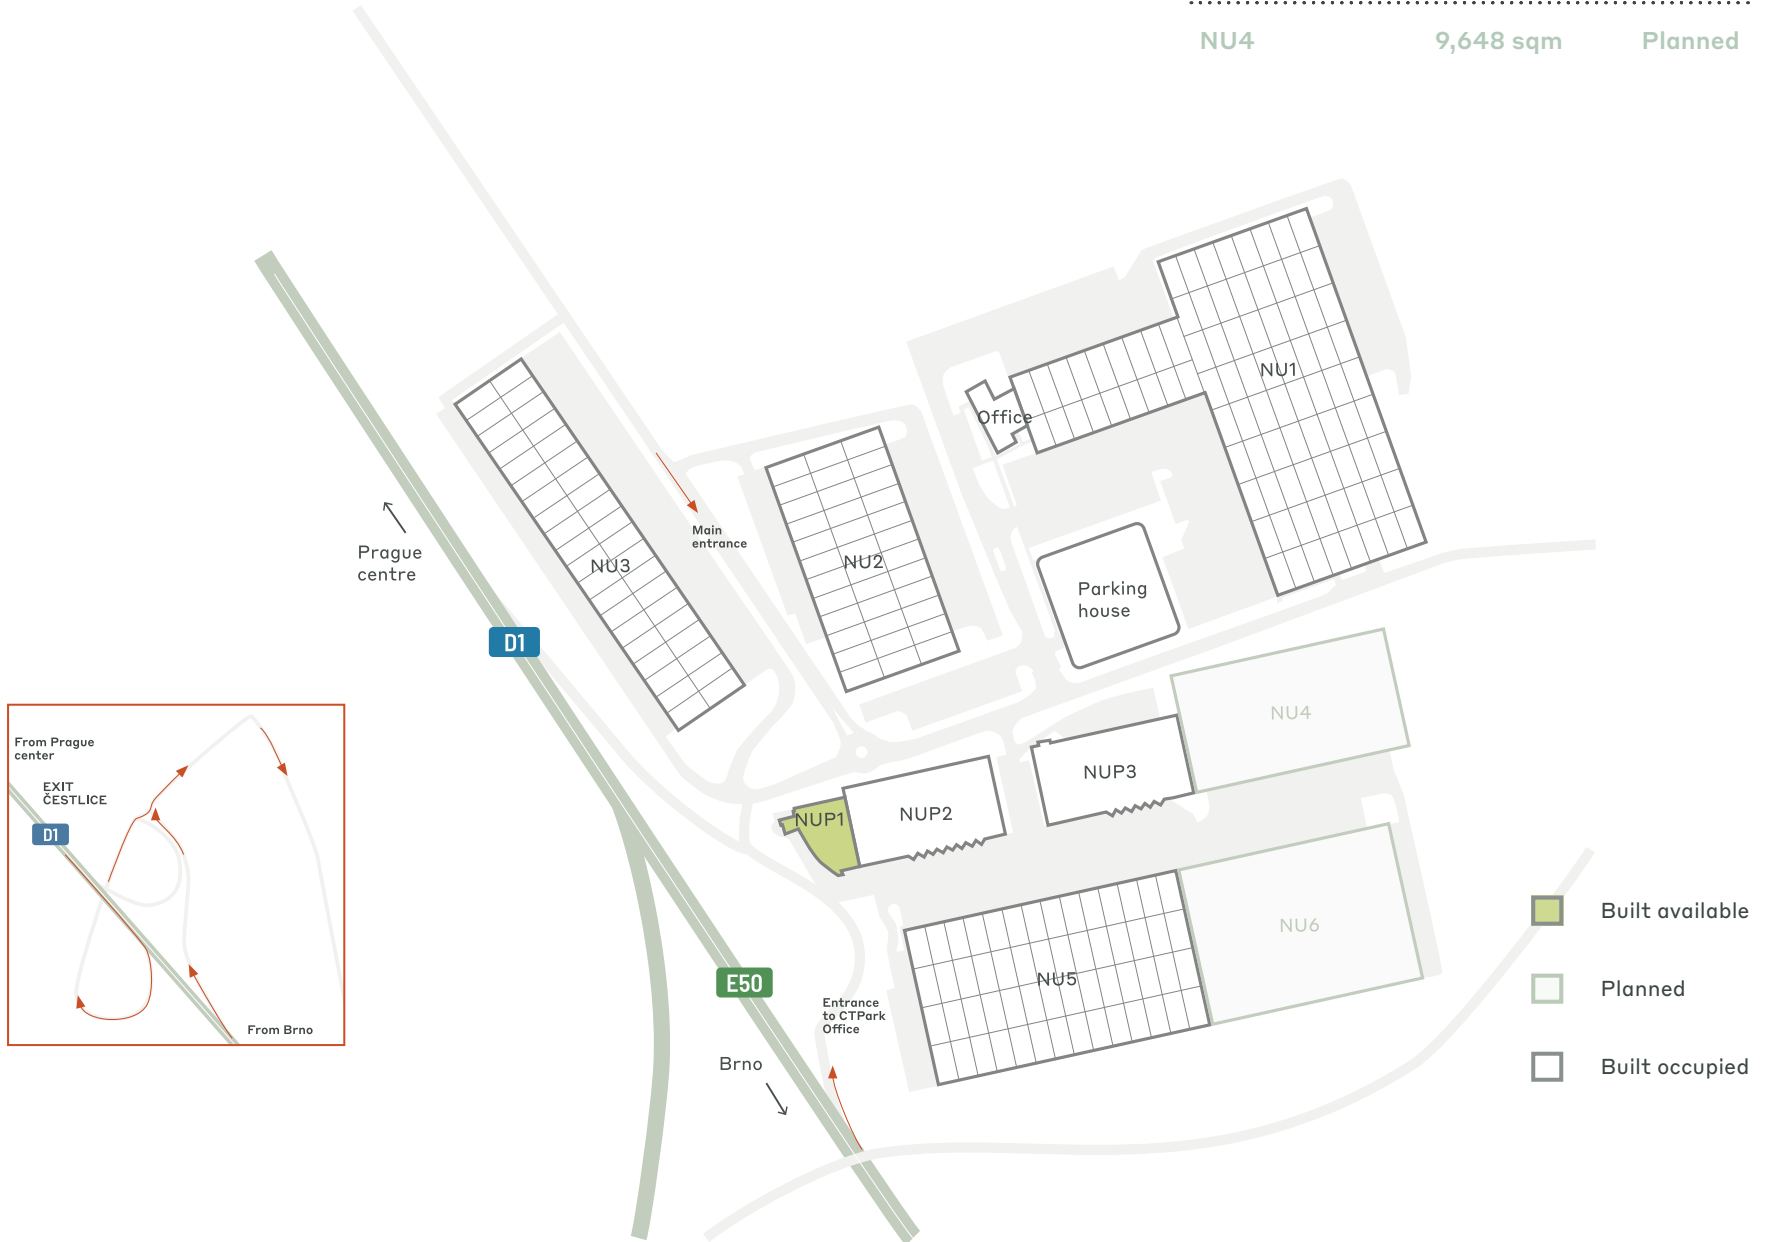 NU4 9,648 sqm Planned
NU1
Office
Main
entrance
Prague
centre
NU3
NU2
Parking
house
D1
NU4
From Prague
center
EXIT
ČESTLICE
D1
From Brno
NUP3
NUP2
NUP1
Built available
NU6
NU5
E50
Planned
Entrance
to CTPark
Office
Brno
Built occupied